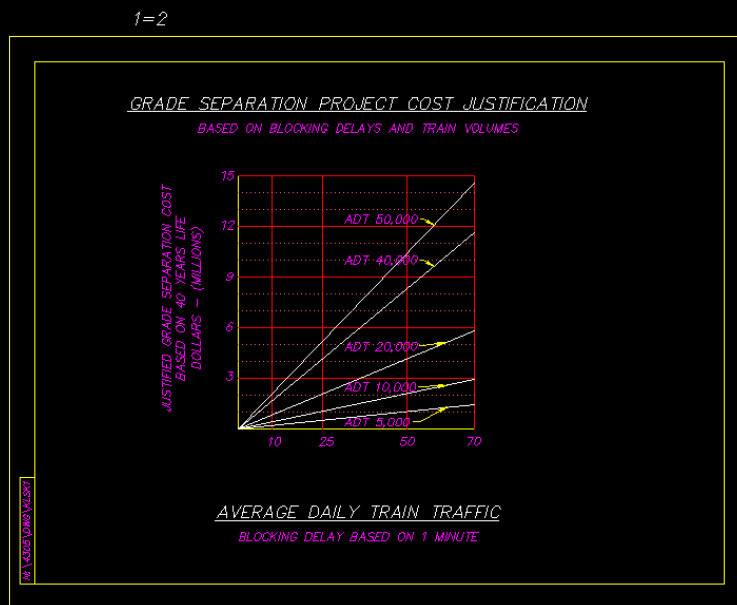 1=2
GRADE SEPARATION PROJECT COST JUSTIFICATION
BASED ON BLOCKING DELAYS AND TRAIN VOLUMES
JUSTIFIED GRADE SEPARATION COST
BASED ON 40 YEARS LIFE
DOLLARS - (MILLIONS)
15
12
9
6
3
ADT 50,000
ADT 40,000
ADT 20,000
ADT 10,000
ADT 5,000
10 25 50 70
AVERAGE DAILY TRAIN TRAFFIC
BLOCKING DELAY BASED ON 1 MINUTE